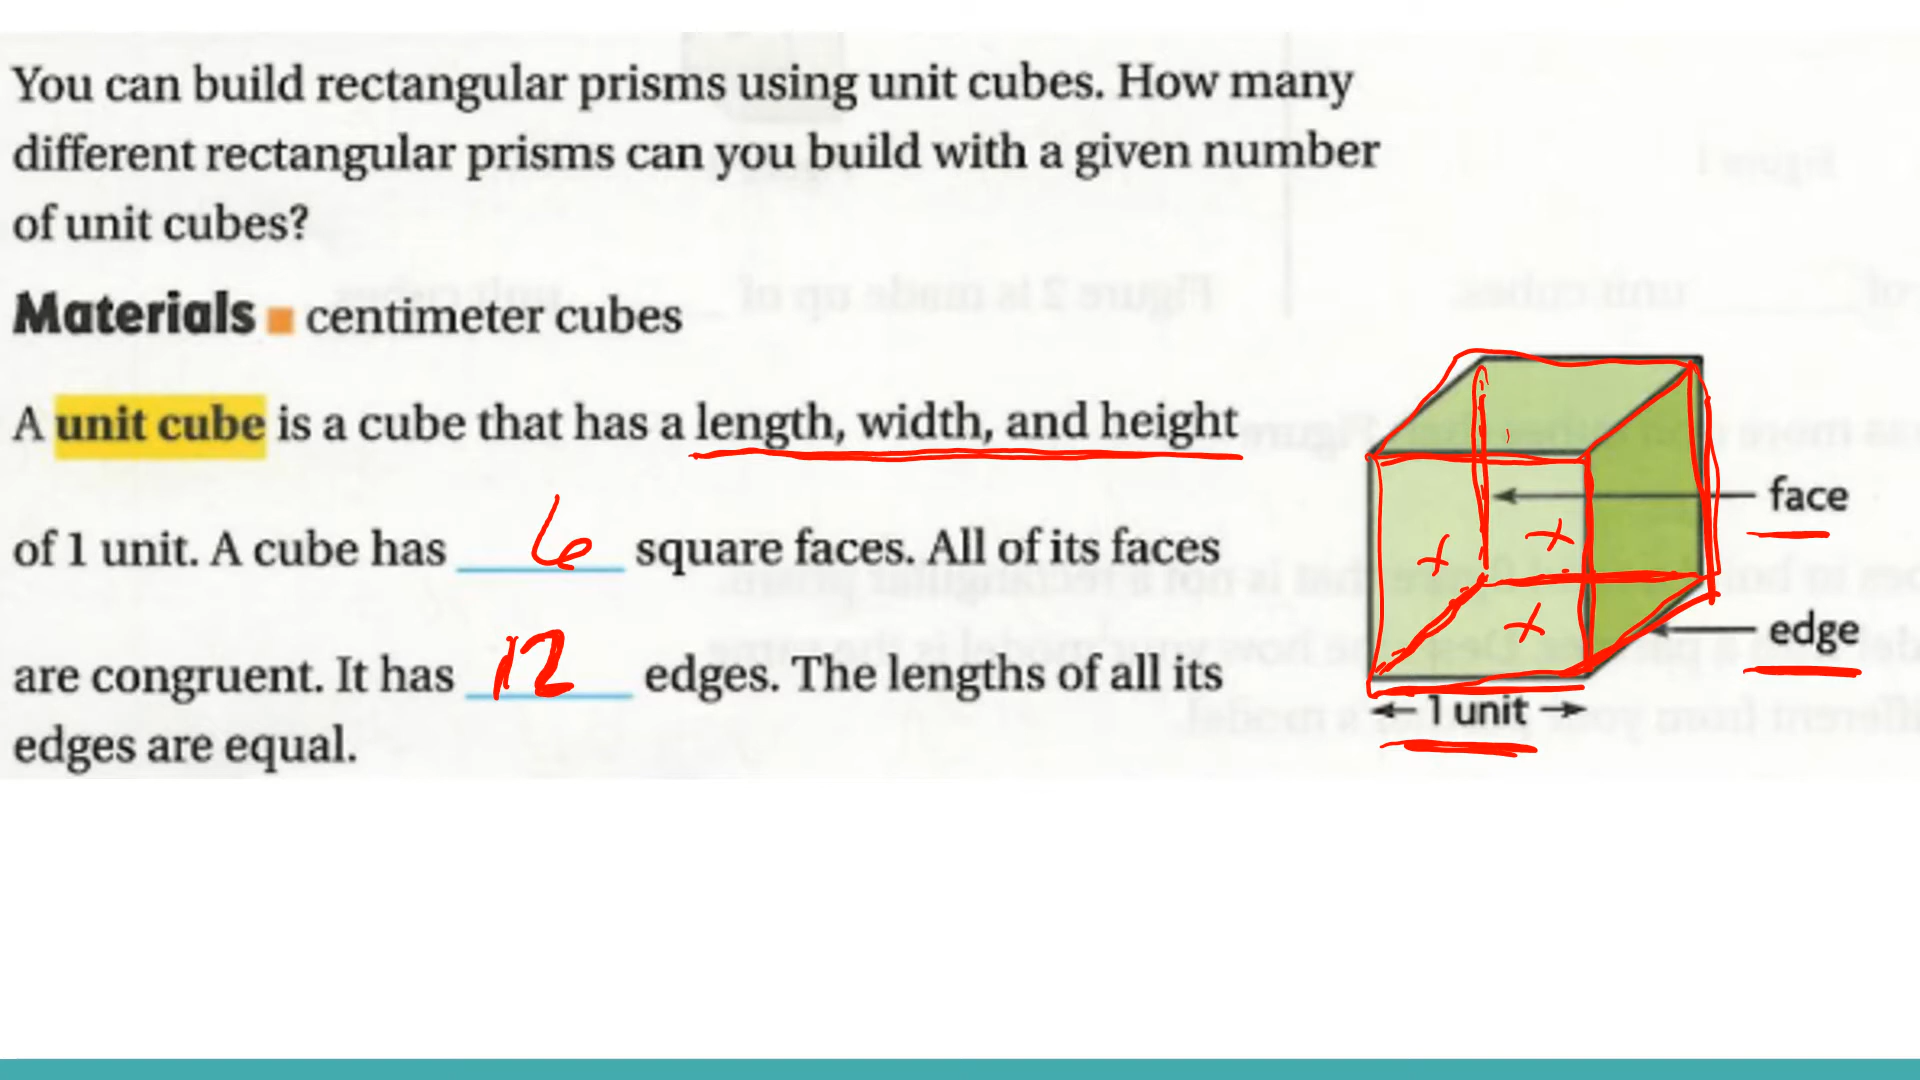 You can build rectangular prisms using unit cubes. How many
different rectangular prisms can you build with a given number
of unit cubes?
Materials ■ centimeter cubes
A unit cube is a cube that has a length, width, and height
of 1 unit. A cube has 6 square faces. All of its faces
are congruent. It has 12 edges. The lengths of all its
edges are equal.
face
edge
1 unit